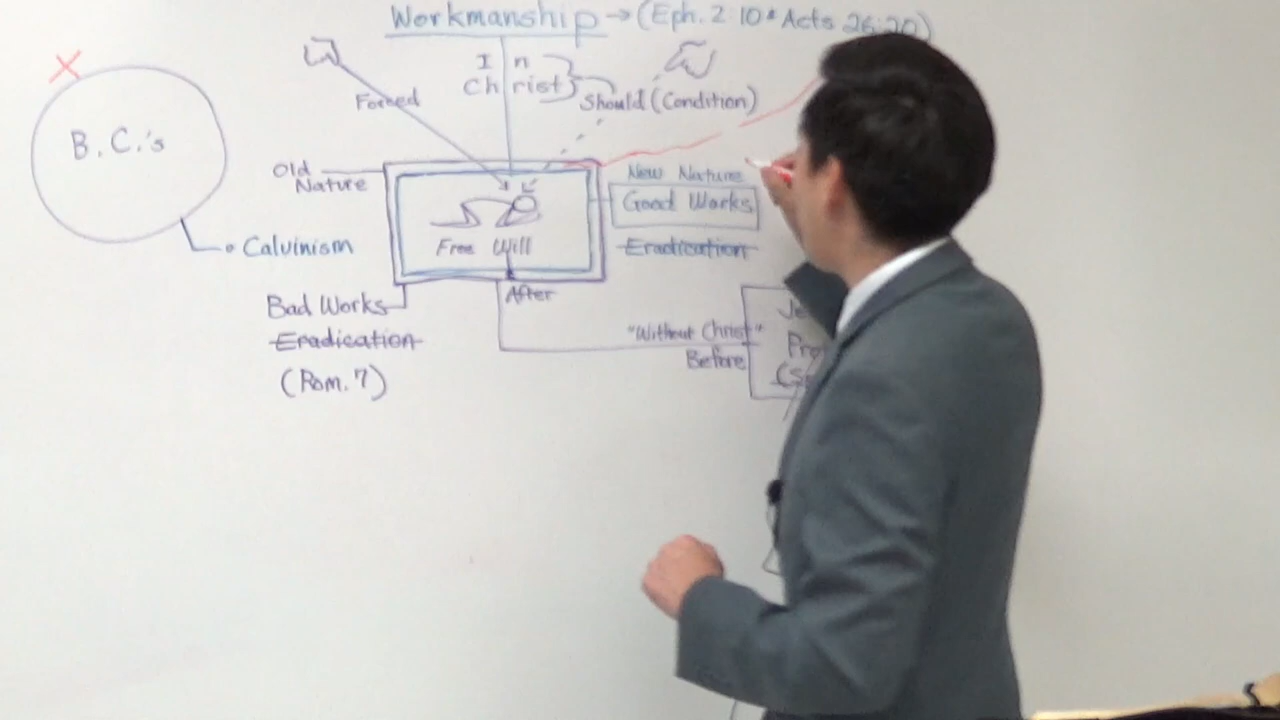 Workmanship → (Eph. 2:10 * Acts 26:20)
In Christ
Forced
Should (Condition)
B.C.'s
Old Nature
New Nature
Good Works
Free Will
Eradication
Calvinism
Bad Works
After
Eradication
"Without Christ"
Before
(Rom. 7)